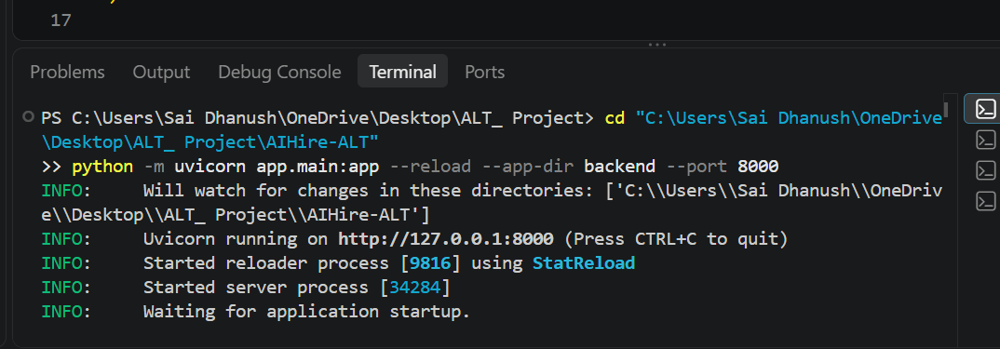 17
Problems Output Debug Console Terminal Ports
PS C:\Users\Sai Dhanush\OneDrive\Desktop\ALT_ Project> cd "C:\Users\Sai Dhanush\OneDrive
\Desktop\ALT_ Project\AIHire-ALT"
>> python -m uvicorn app.main:app --reload --app-dir backend --port 8000
INFO:     Will watch for changes in these directories: ['C:\\Users\\Sai Dhanush\\OneDriv
e\\Desktop\\ALT_ Project\\AIHire-ALT']
INFO:     Uvicorn running on http://127.0.0.1:8000 (Press CTRL+C to quit)
INFO:     Started reloader process [9816] using StatReload
INFO:     Started server process [34284]
INFO:     Waiting for application startup.